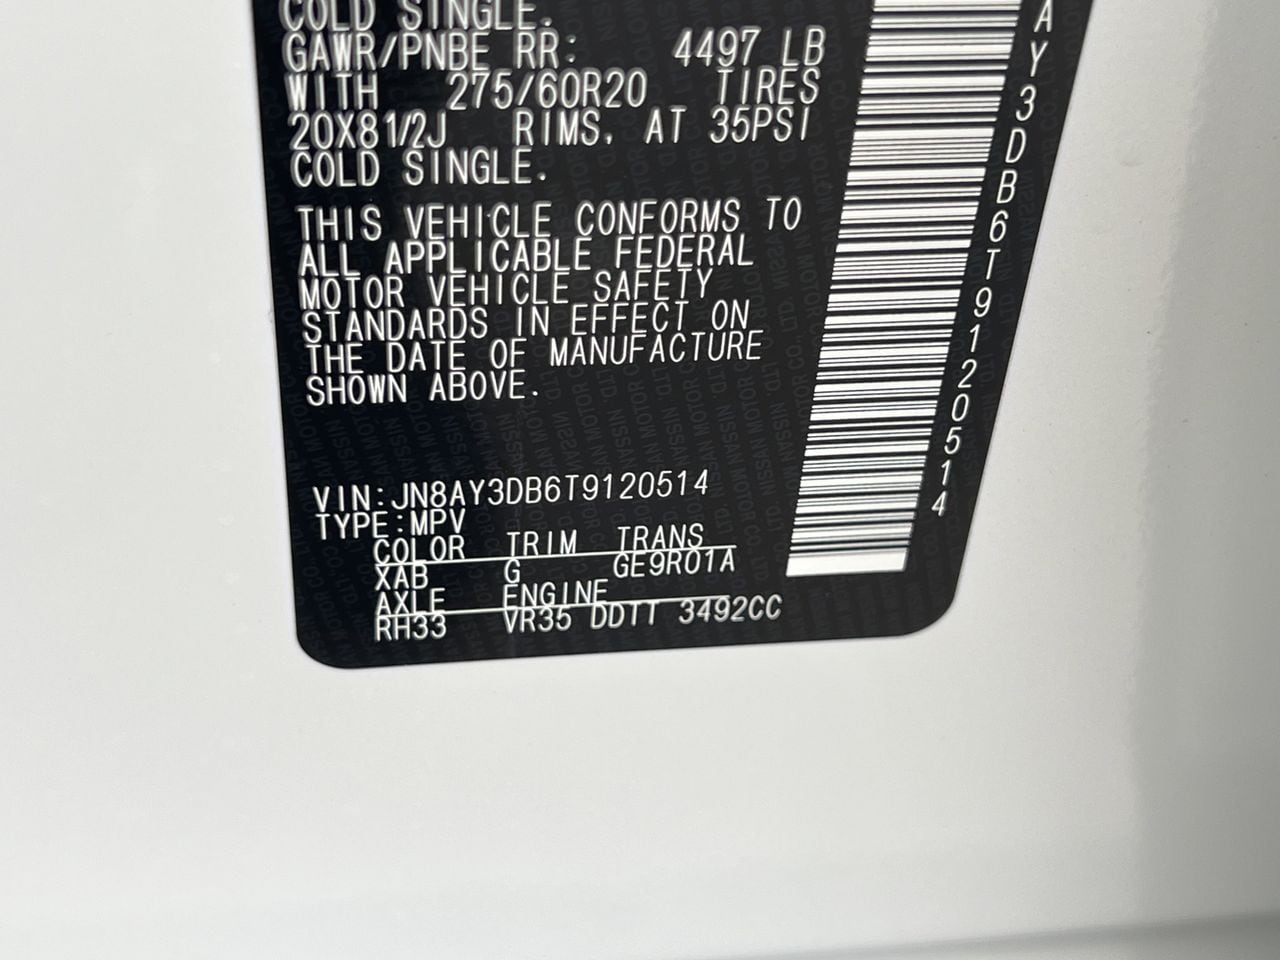 COLD SINGLE.
GAWR/PNBE RR: 4497 LB
WITH 275/60R20 TIRES
20X81/2J RIMS, AT 35PSI
COLD SINGLE.
THIS VEHICLE CONFORMS TO
ALL APPLICABLE FEDERAL
MOTOR VEHICLE SAFETY
STANDARDS IN EFFECT ON
THE DATE OF MANUFACTURE
SHOWN ABOVE.
VIN:JN8AY3DB6T9120514
TYPE:MPV
COLOR TRIM TRANS
XAB G GE9R01A
AXLE ENGINE
RH33 VR35 DDTT 3492CC
AY3DB6T9120514